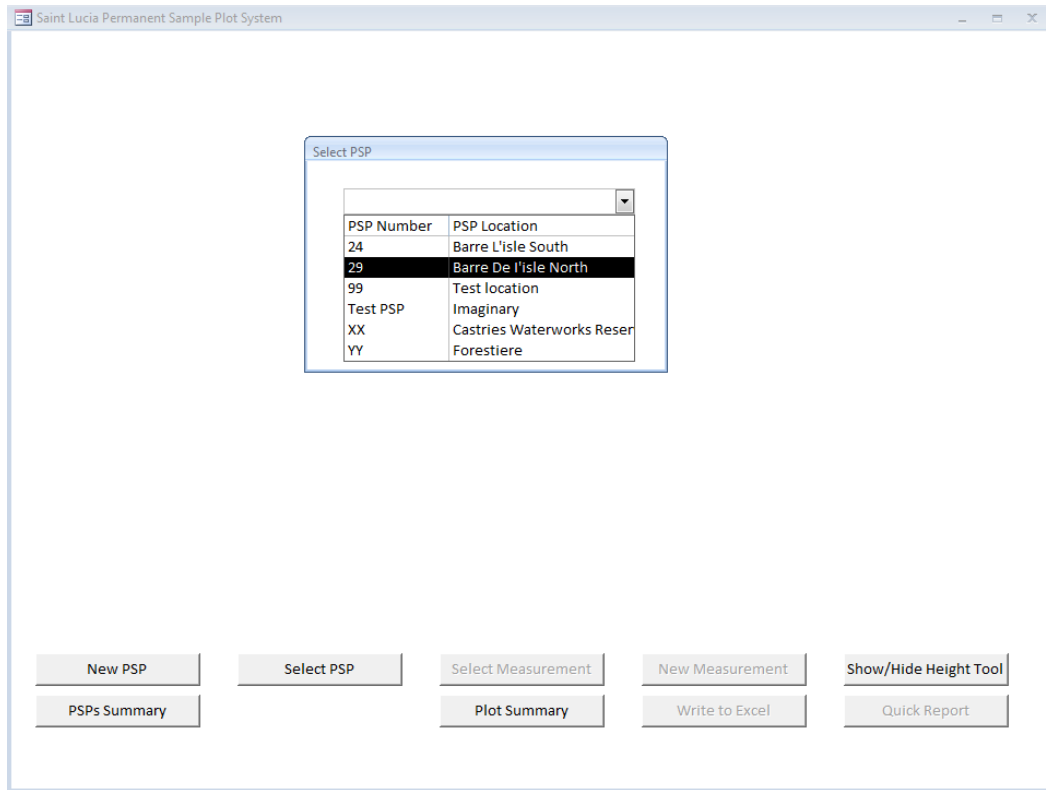 Saint Lucia Permanent Sample Plot System
Select PSP
PSP Number PSP Location
24 Barre L'isle South
29 Barre De l'isle North
99 Test location
Test PSP Imaginary
XX Castries Waterworks Reser
YY Forestiere
New PSP Select PSP Select Measurement New Measurement Show/Hide Height Tool
PSPs Summary Plot Summary Write to Excel Quick Report